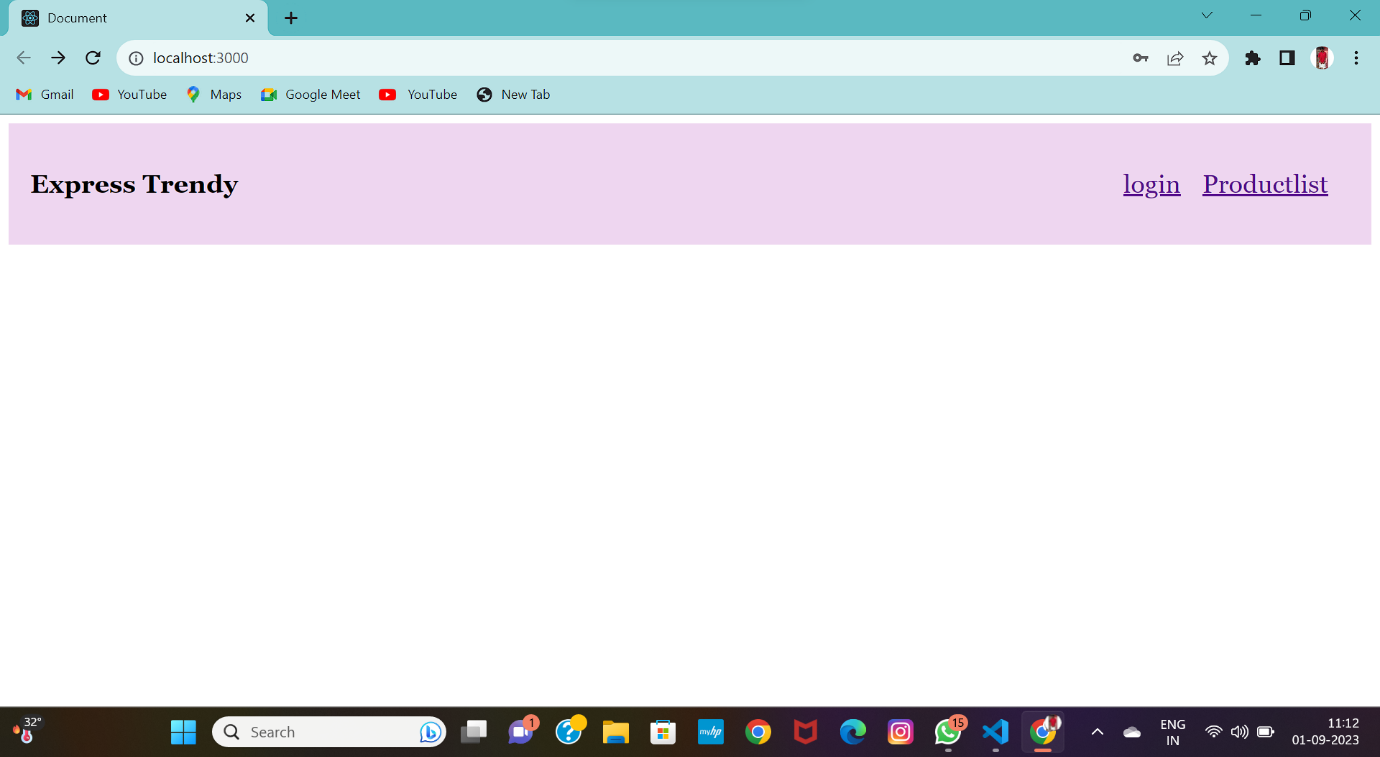 Document
localhost:3000
Gmail YouTube Maps Google Meet YouTube New Tab
Express Trendy login Productlist
32°
Search
1
myhp
15
ENG
IN
11:12
01-09-2023